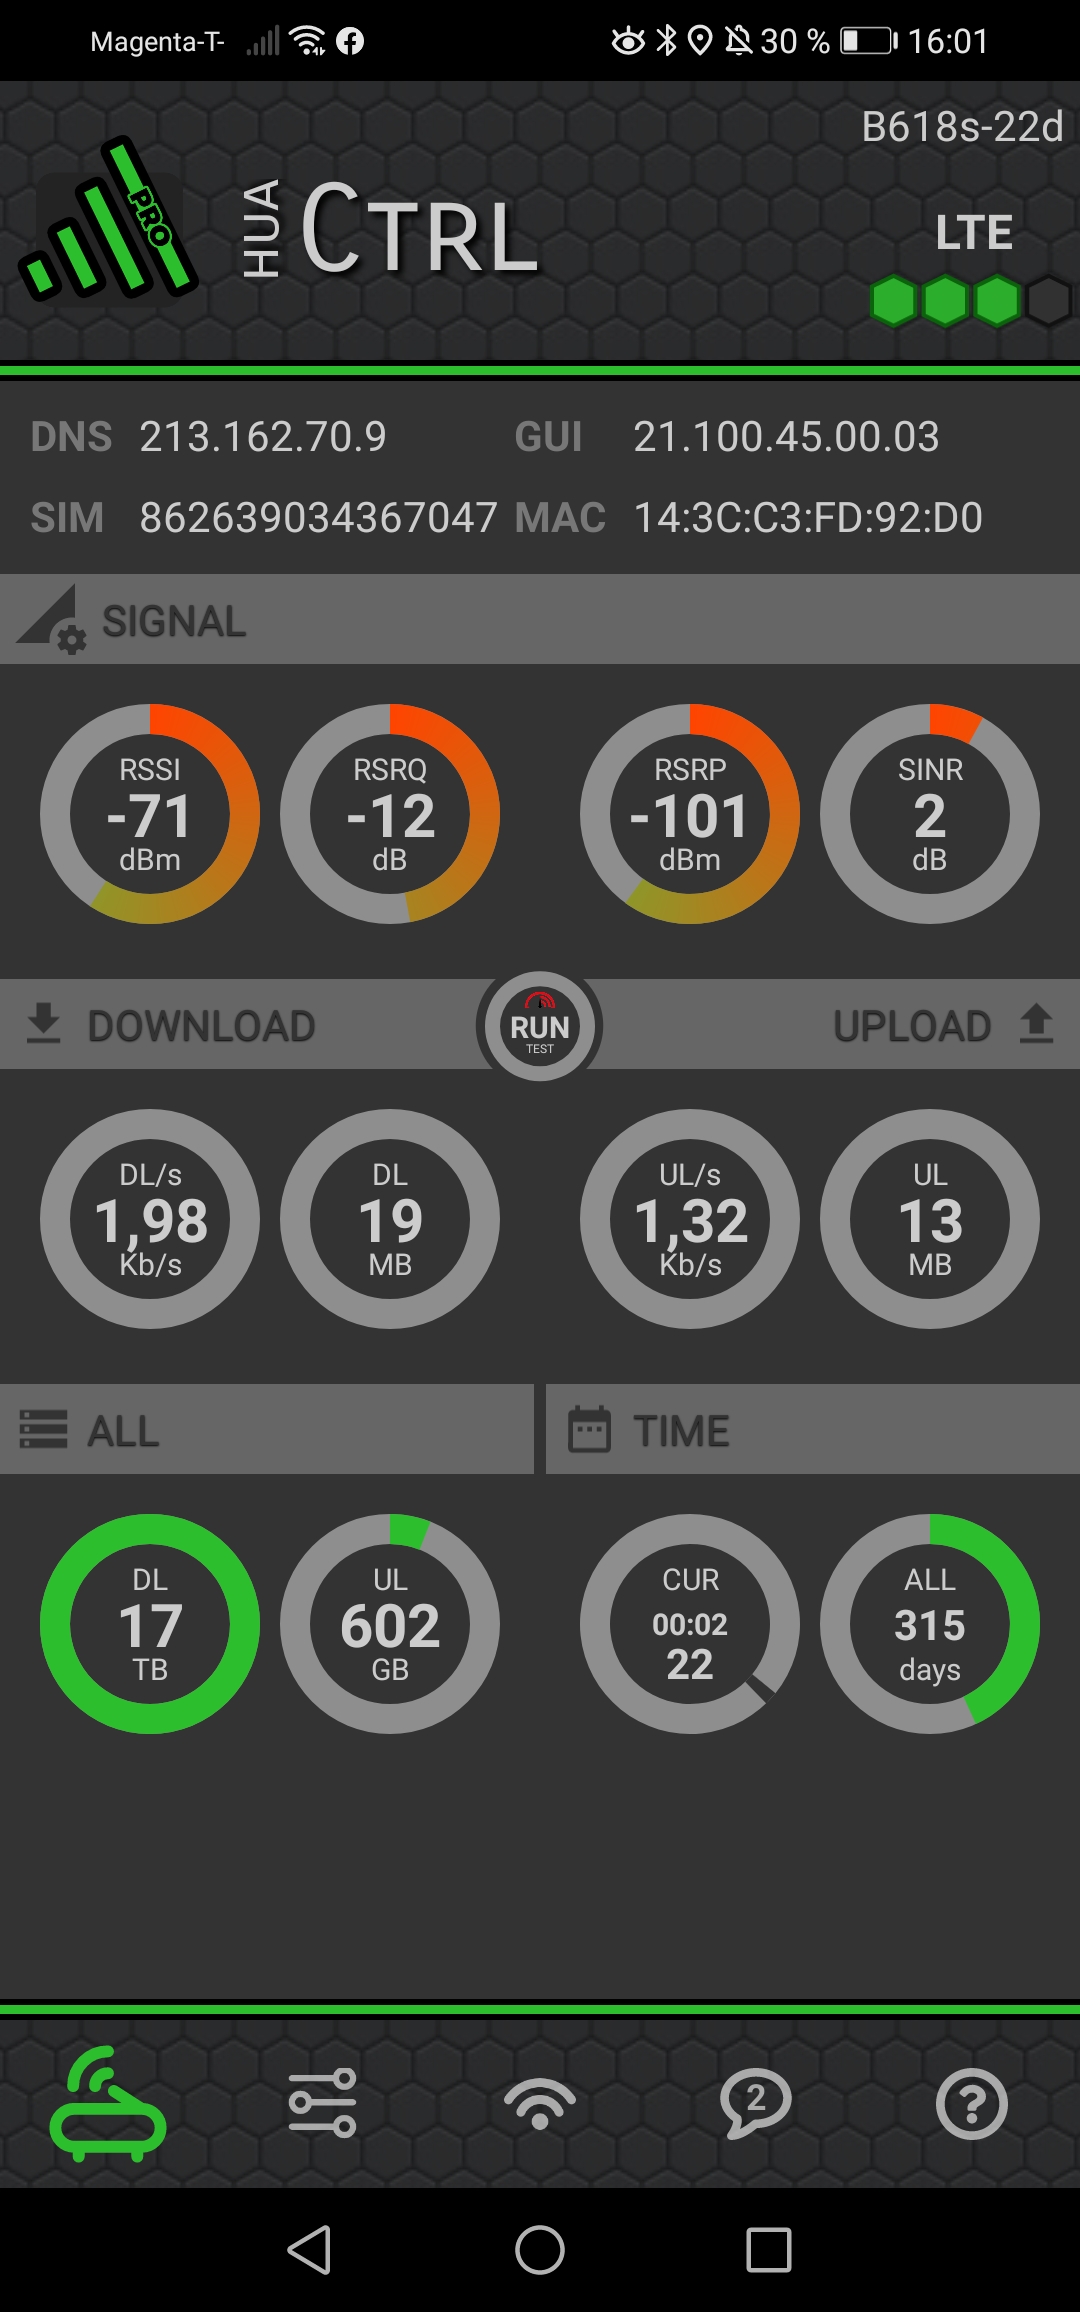 Magenta-T- 30 % 16:01
B618s-22d
PRO
HUA CTRL
LTE
DNS 213.162.70.9 GUI 21.100.45.00.03
SIM 862639034367047 MAC 14:3C:C3:FD:92:D0
SIGNAL
RSSI RSRQ RSRP SINR
-71 -12 -101 2
dBm dB dBm dB
DOWNLOAD RUN UPLOAD
TEST
DL/s DL UL/s UL
1,98 19 1,32 13
Kb/s MB Kb/s MB
ALL TIME
DL UL CUR ALL
17 602 00:02 315
TB GB 22 days
2 ?